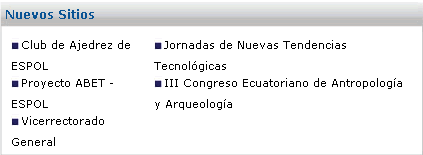 Nuevos Sitios
Club de Ajedrez de
ESPOL
Proyecto ABET -
ESPOL
Vicerrectorado
General
Jornadas de Nuevas Tendencias
Tecnológicas
III Congreso Ecuatoriano de Antropología
y Arqueología